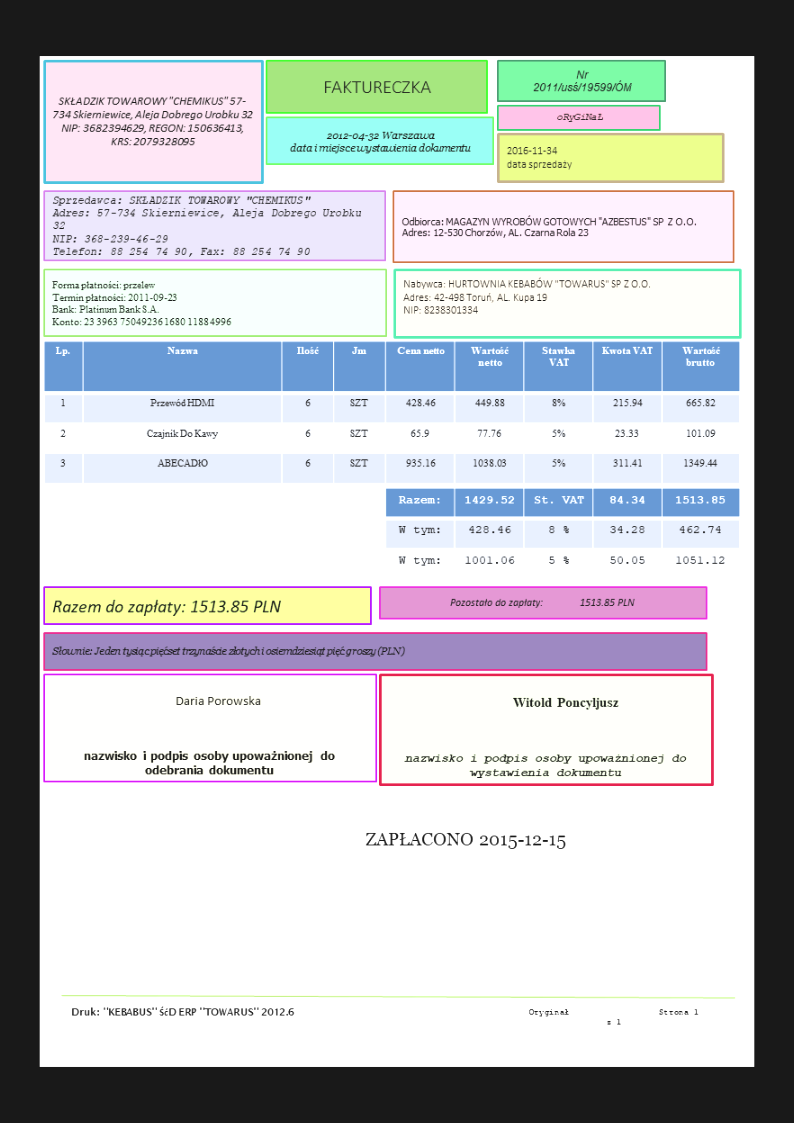 SKŁADZIK TOWAROWY "CHEMIKUS" 57-
734 Skierniewice, Aleja Dobrego Urobku 32
NIP: 3682394629, REGON: 150636413,
KRS: 2079328095
FAKTURECZKA
2012-04-32 Warszawa
data i miejsce wystawienia dokumentu
Nr
2011/usś/19599/ÓM
oRyGiNaŁ
2016-11-34
data sprzedaży
Sprzedawca: SKŁADZIK TOWAROWY "CHEMIKUS"
Adres: 57-734 Skierniewice, Aleja Dobrego Urobku
32
NIP: 368-239-46-29
Telefon: 88 254 74 90, Fax: 88 254 74 90
Odbiorca: MAGAZYN WYROBÓW GOTOWYCH "AZBESTUS" SP Z O.O.
Adres: 12-530 Chorzów, AL. Czarna Rola 23
Forma płatności: przelew
Termin płatności: 2011-09-23
Bank: Platinum Bank S.A.
Konto: 23 3963 7504 9236 1680 1188 4996
Nabywca: HURTOWNIA KEBABÓW "TOWARUS" SP Z O.O.
Adres: 42-498 Toruń, AL. Kupa 19
NIP: 8238301334
Lp. Nazwa Ilość Jm Cena netto Wartość netto Stawka VAT Kwota VAT Wartość brutto
1 Przewód HDMI 6 SZT 428.46 449.88 8% 215.94 665.82
2 Czajnik Do Kawy 6 SZT 65.9 77.76 5% 23.33 101.09
3 ABECADłO 6 SZT 935.16 1038.03 5% 311.41 1349.44
Razem: 1429.52 St. VAT 84.34 1513.85
W tym: 428.46 8 % 34.28 462.74
W tym: 1001.06 5 % 50.05 1051.12
Razem do zapłaty: 1513.85 PLN
Pozostało do zapłaty: 1513.85 PLN
Słownie: Jeden tysiąc pięćset trzynaście złotych i osiemdziesiąt pięć groszy (PLN)
Daria Porowska
nazwisko i podpis osoby upoważnionej do
odebrania dokumentu
Witold Poncyljusz
nazwisko i podpis osoby upoważnionej do
wystawienia dokumentu
ZAPŁACONO 2015-12-15
Druk: "KEBABUS" ŚćD ERP "TOWARUS" 2012.6
Oryginał Strona 1
z 1